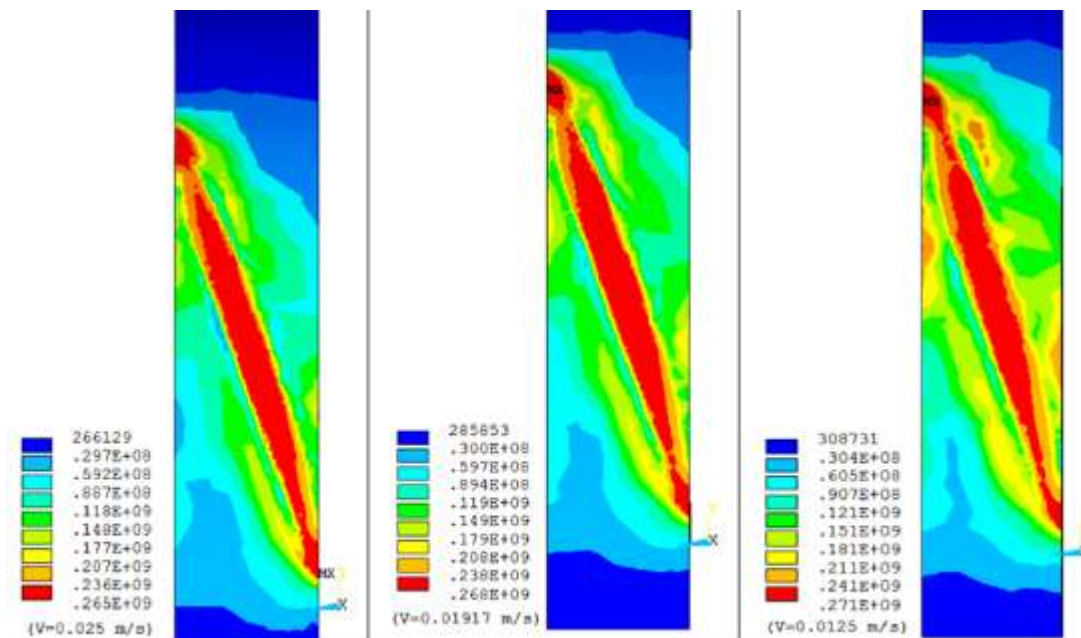 266129
.297E+08
.592E+08
.887E+08
.118E+09
.148E+09
.177E+09
.207E+09
.236E+09
.265E+09
(V=0.025 m/s)
MX
X
285853
.300E+08
.597E+08
.894E+08
.119E+09
.149E+09
.179E+09
.208E+09
.238E+09
.268E+09
(V=0.01917 m/s)
MX
X
308731
.304E+08
.605E+08
.907E+08
.121E+09
.151E+09
.181E+09
.211E+09
.241E+09
.271E+09
(V=0.0125 m/s)
MX